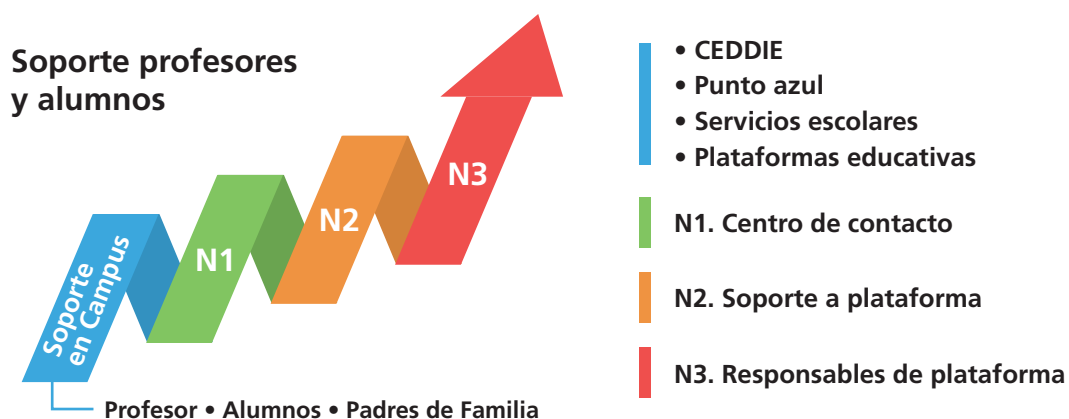 Soporte profesores
y alumnos
Soporte
en Campus
N1
N2
N3
Profesor • Alumnos • Padres de Familia
• CEDDIE
• Punto azul
• Servicios escolares
• Plataformas educativas
N1. Centro de contacto
N2. Soporte a plataforma
N3. Responsables de plataforma